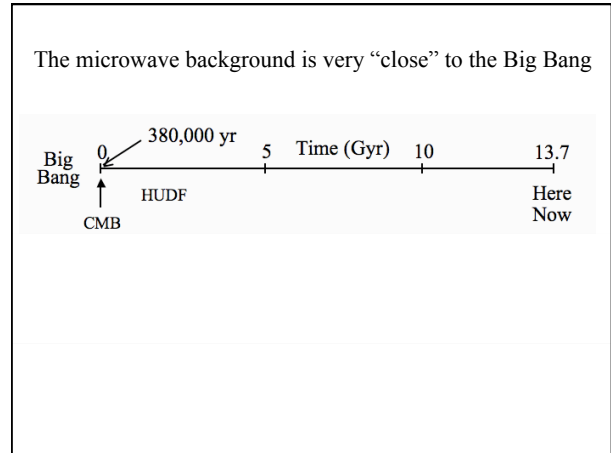 The microwave background is very “close” to the Big Bang
380,000 yr
Big Bang
0 5 Time (Gyr) 10 13.7
HUDF
CMB
Here
Now